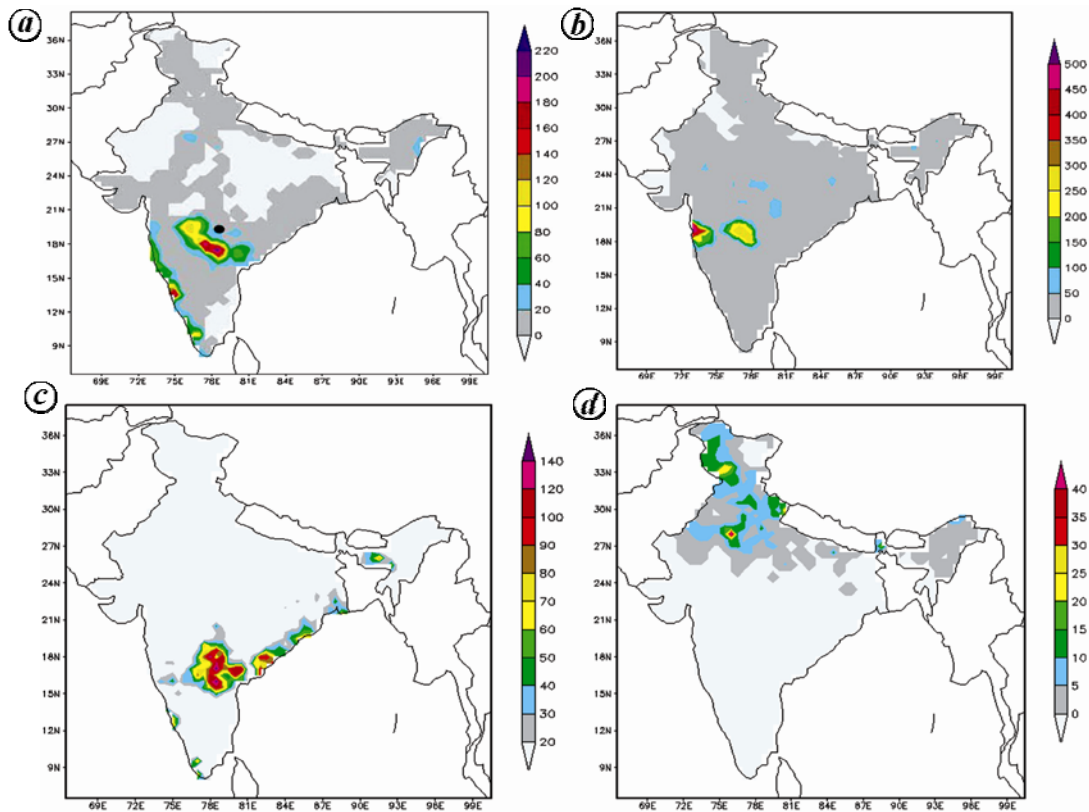 a
36N
33N
30N
27N
24N
21N
18N
15N
12N
9N
69E 72E 75E 78E 81E 84E 87E 90E 93E 96E 99E
220
200
180
160
140
120
100
80
60
40
20
0
b
36N
33N
30N
27N
24N
21N
18N
15N
12N
9N
69E 72E 75E 78E 81E 84E 87E 90E 93E 96E 99E
500
450
400
350
300
250
200
150
100
50
0
c
36N
33N
30N
27N
24N
21N
18N
15N
12N
9N
69E 72E 75E 78E 81E 84E 87E 90E 93E 96E 99E
140
120
100
90
80
70
60
50
40
30
20
d
36N
33N
30N
27N
24N
21N
18N
15N
12N
9N
69E 72E 75E 78E 81E 84E 87E 90E 93E 96E 99E
40
35
30
25
20
15
10
5
0